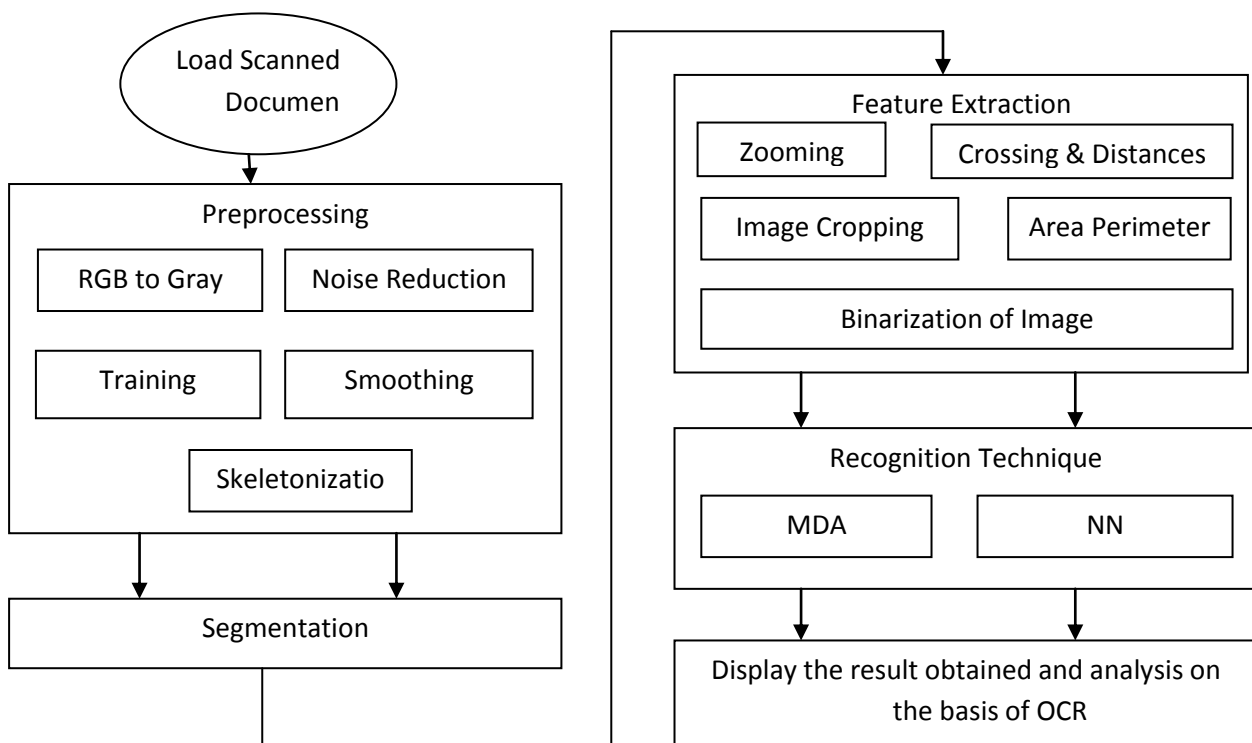 Load Scanned
Documen
Preprocessing
RGB to Gray
Noise Reduction
Training
Smoothing
Skeletonizatio
Segmentation
Feature Extraction
Zooming
Crossing & Distances
Image Cropping
Area Perimeter
Binarization of Image
Recognition Technique
MDA
NN
Display the result obtained and analysis on
the basis of OCR